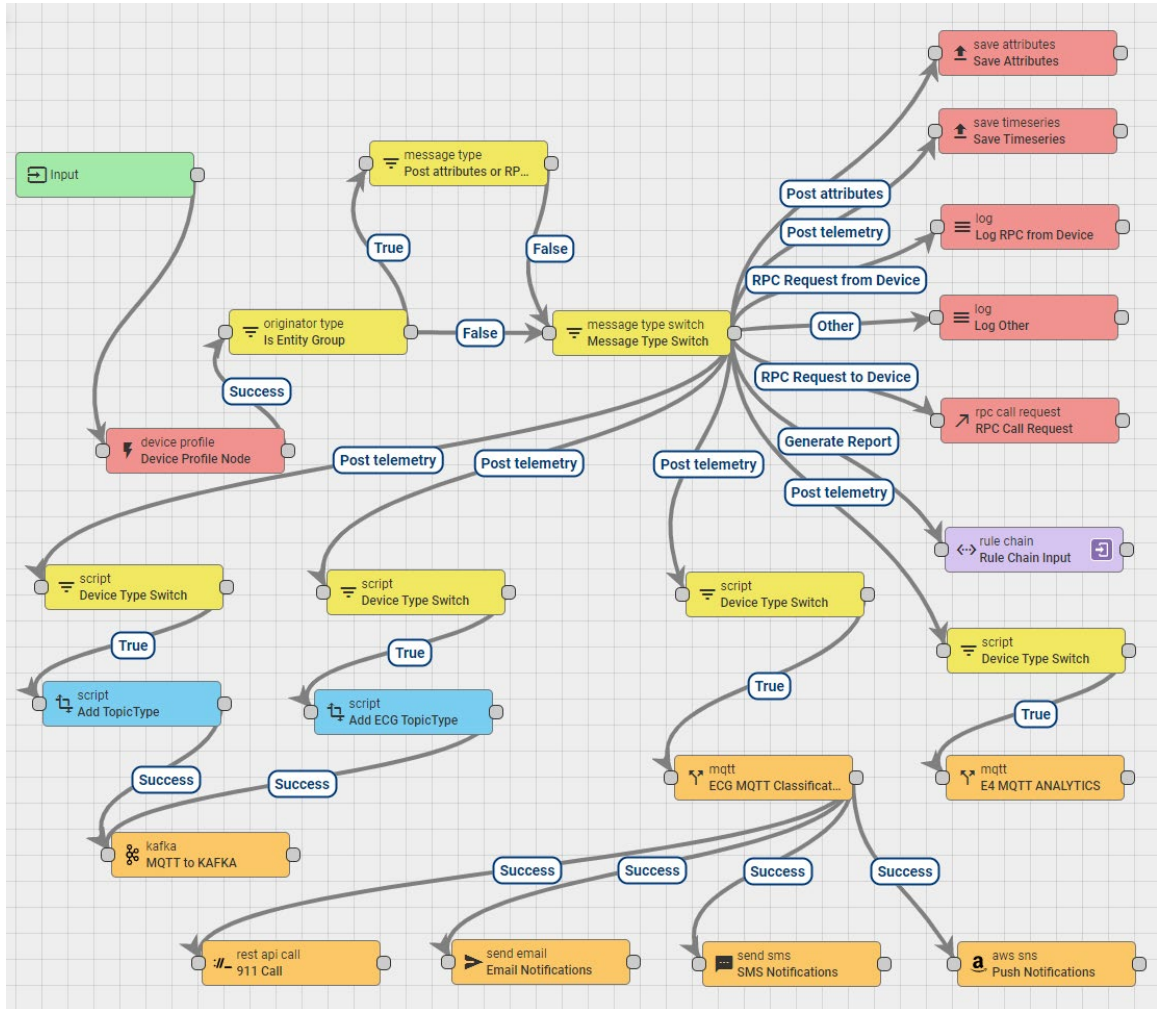 save attributes
Save Attributes
save timeseries
Save Timeseries
message type
Post attributes or RP...
Input
Post attributes
log
Log RPC from Device
Post telemetry
True
False
RPC Request from Device
originator type
Is Entity Group
False
message type switch
Message Type Switch
Other
log
Log Other
Success
RPC Request to Device
rpc call request
RPC Call Request
device profile
Device Profile Node
Generate Report
Post telemetry
Post telemetry
Post telemetry
Post telemetry
rule chain
Rule Chain Input
script
Device Type Switch
script
Device Type Switch
script
Device Type Switch
script
Device Type Switch
True
True
True
script
Add TopicType
script
Add ECG TopicType
True
Success
Success
mqtt
ECG MQTT Classificat...
mqtt
E4 MQTT ANALYTICS
kafka
MQTT to KAFKA
Success
Success
Success
Success
rest api call
911 Call
send email
Email Notifications
send sms
SMS Notifications
a
aws sns
Push Notifications